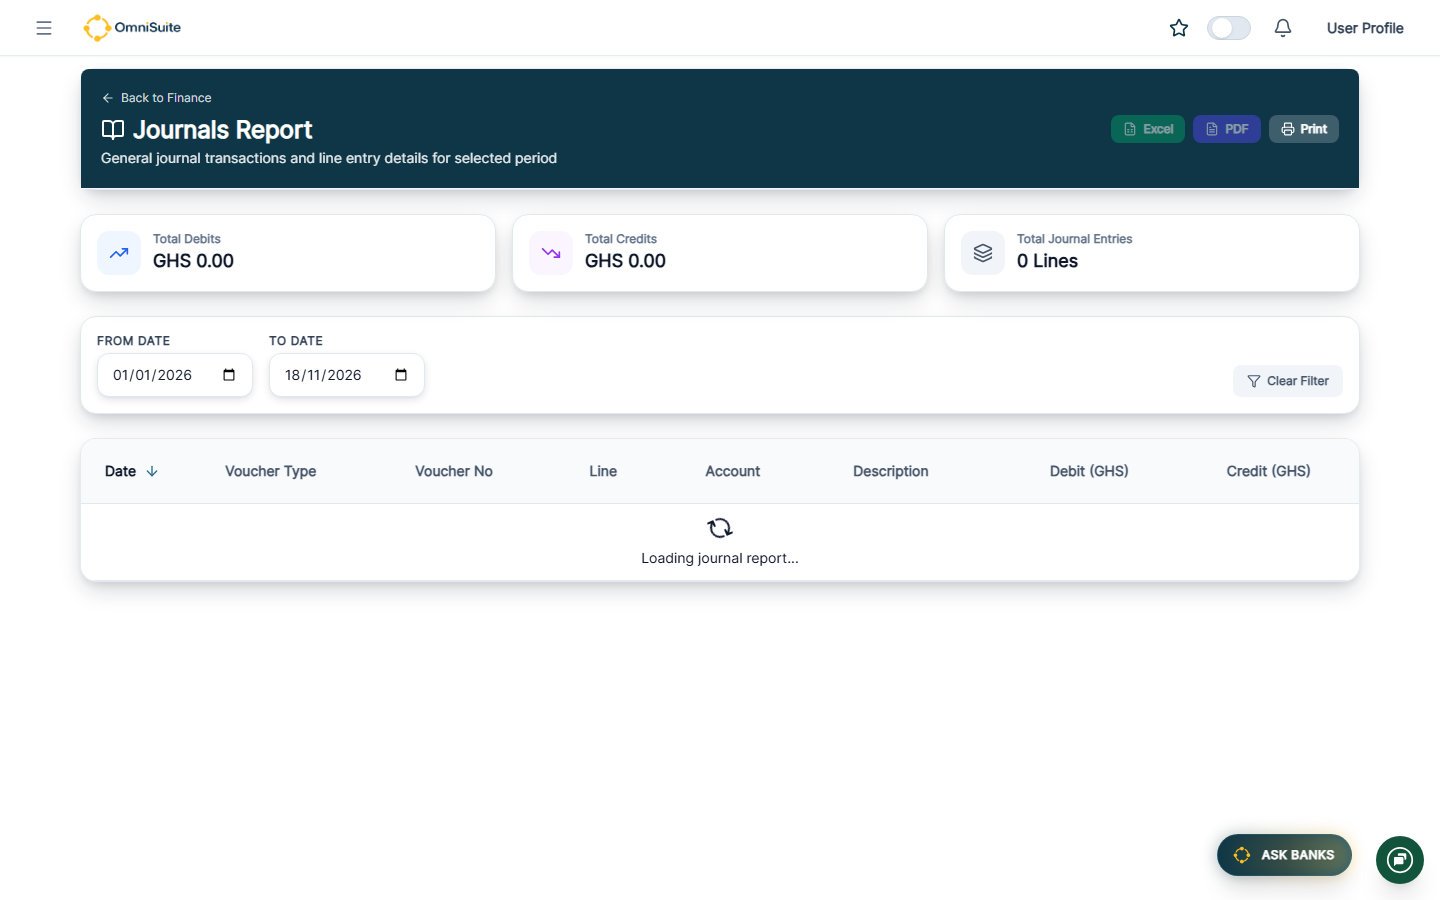 OmniSuite
User Profile
Back to Finance
Journals Report
General journal transactions and line entry details for selected period
Excel
PDF
Print
Total Debits
GHS 0.00
Total Credits
GHS 0.00
Total Journal Entries
0 Lines
FROM DATE
TO DATE
01/01/2026
18/11/2026
Clear Filter
Date
Voucher Type
Voucher No
Line
Account
Description
Debit (GHS)
Credit (GHS)
Loading journal report...
ASK BANKS